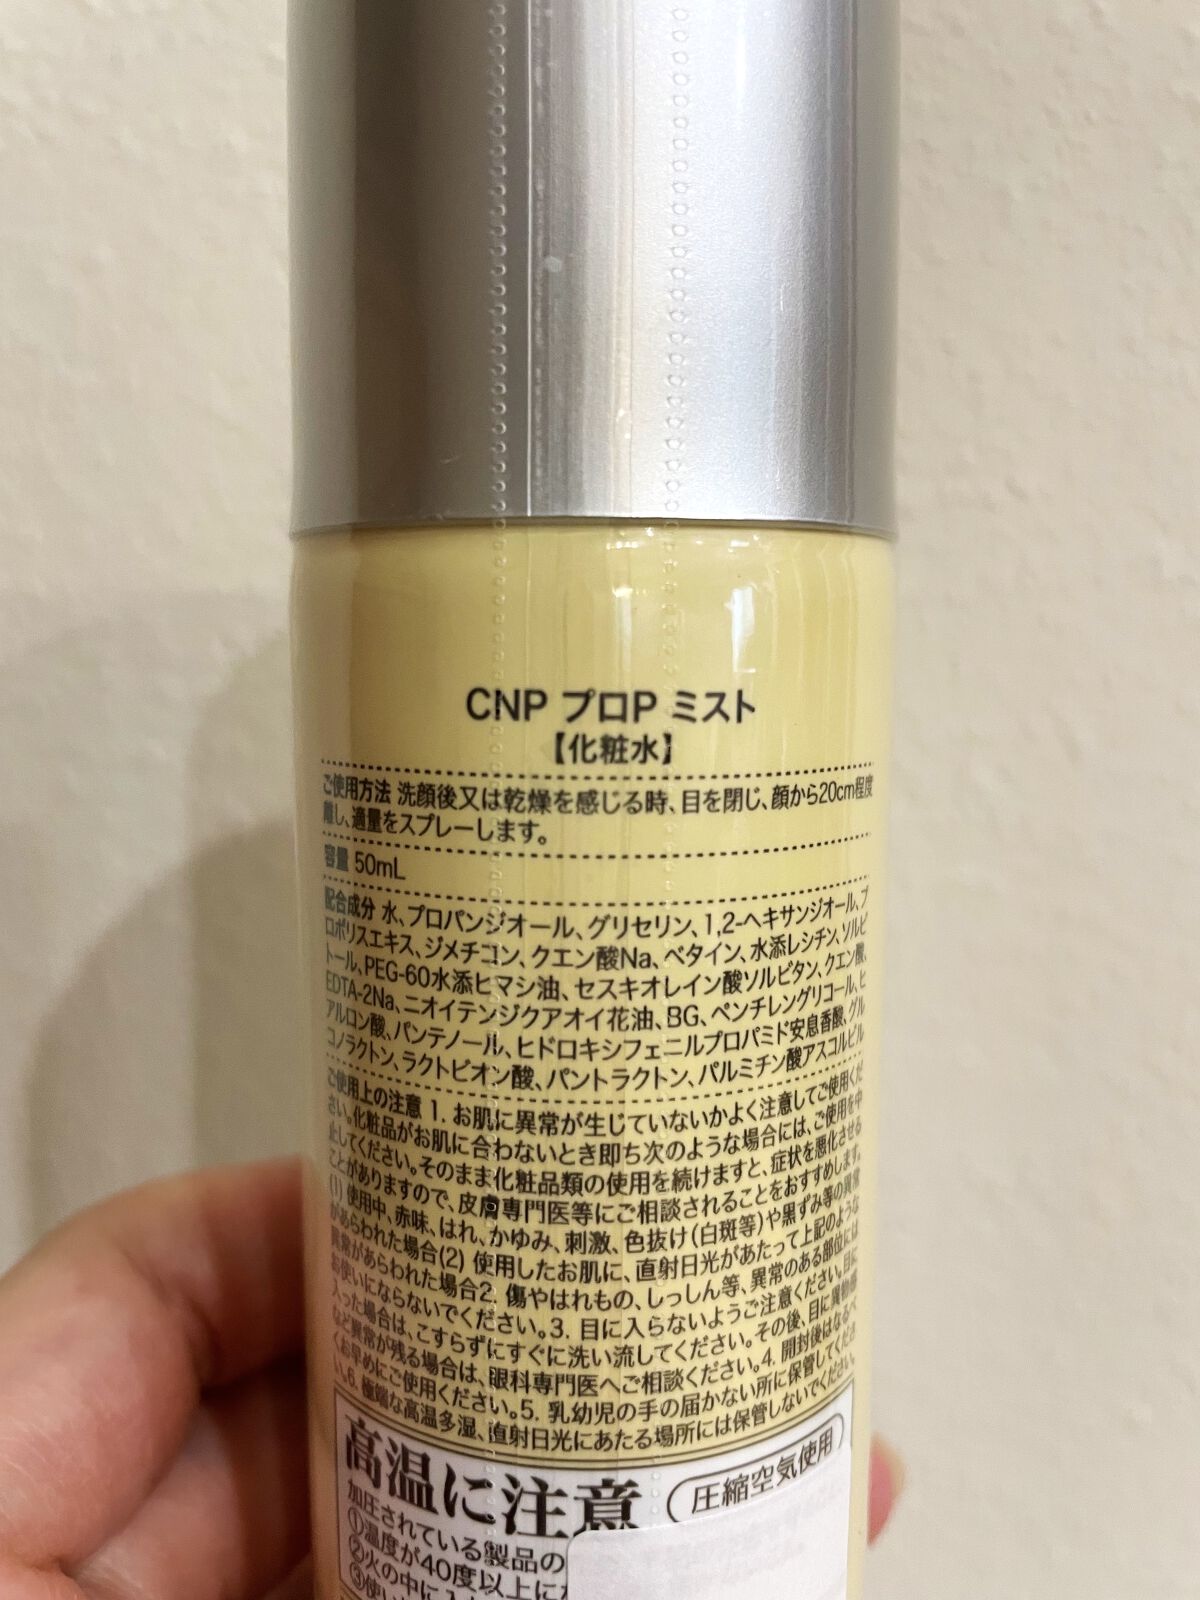 CNP プロP ミスト
【化粧水】
ご使用方法 洗顔後又は乾燥を感じる時、目を閉じ、顔から20cm程度
離し、適量をスプレーします。
容量 50mL
配合成分 水、プロパンジオール、グリセリン、1,2-ヘキサンジオール、プ
ロポリスエキス、ジメチコン、クエン酸Na、ベタイン、水添レシチン、ソルビ
トール、PEG-60水添ヒマシ油、セスキオレイン酸ソルビタン、クエン酸、
EDTA-2Na、ニオイテンジクアオイ花油、BG、ペンチレングリコール、ヒ
アルロン酸、パンテノール、ヒドロキシフェニルプロパミド安息香酸、グル
コノラクトン、ラクトビオン酸、パントラクトン、パルミチン酸アスコルビル
ご使用上の注意 1. お肌に異常が生じていないかよく注意してご使用くだ
さい。化粧品がお肌に合わないとき即ち次のような場合には、ご使用を中
止してください。そのまま化粧品類の使用を続けますと、症状を悪化させる
ことがありますので、皮膚専門医等にご相談されることをおすすめします。
(1) 使用中、赤味、はれ、かゆみ、刺激、色抜け(白斑等)や黒ずみ等の異常
があらわれた場合(2) 使用したお肌に、直射日光があたって上記のような
異常があらわれた場合2. 傷やはれもの、しっしん等、異常のある部位には
お使いにならないでください。3. 目に入らないようご注意ください。目に
入った場合は、こすらずにすぐに洗い流してください。その後、目に異物感
など異常が残る場合は、眼科専門医へご相談ください。4. 開封後はなるべ
くお早めにご使用ください。5. 乳幼児の手の届かない所に保管してくださ
い。6. 極端な高温多湿、直射日光にあたる場所には保管しないでください。
高温に注意 圧縮空気使用
加圧されている製品の
①温度が40度以上に
②火の中に入
③使い